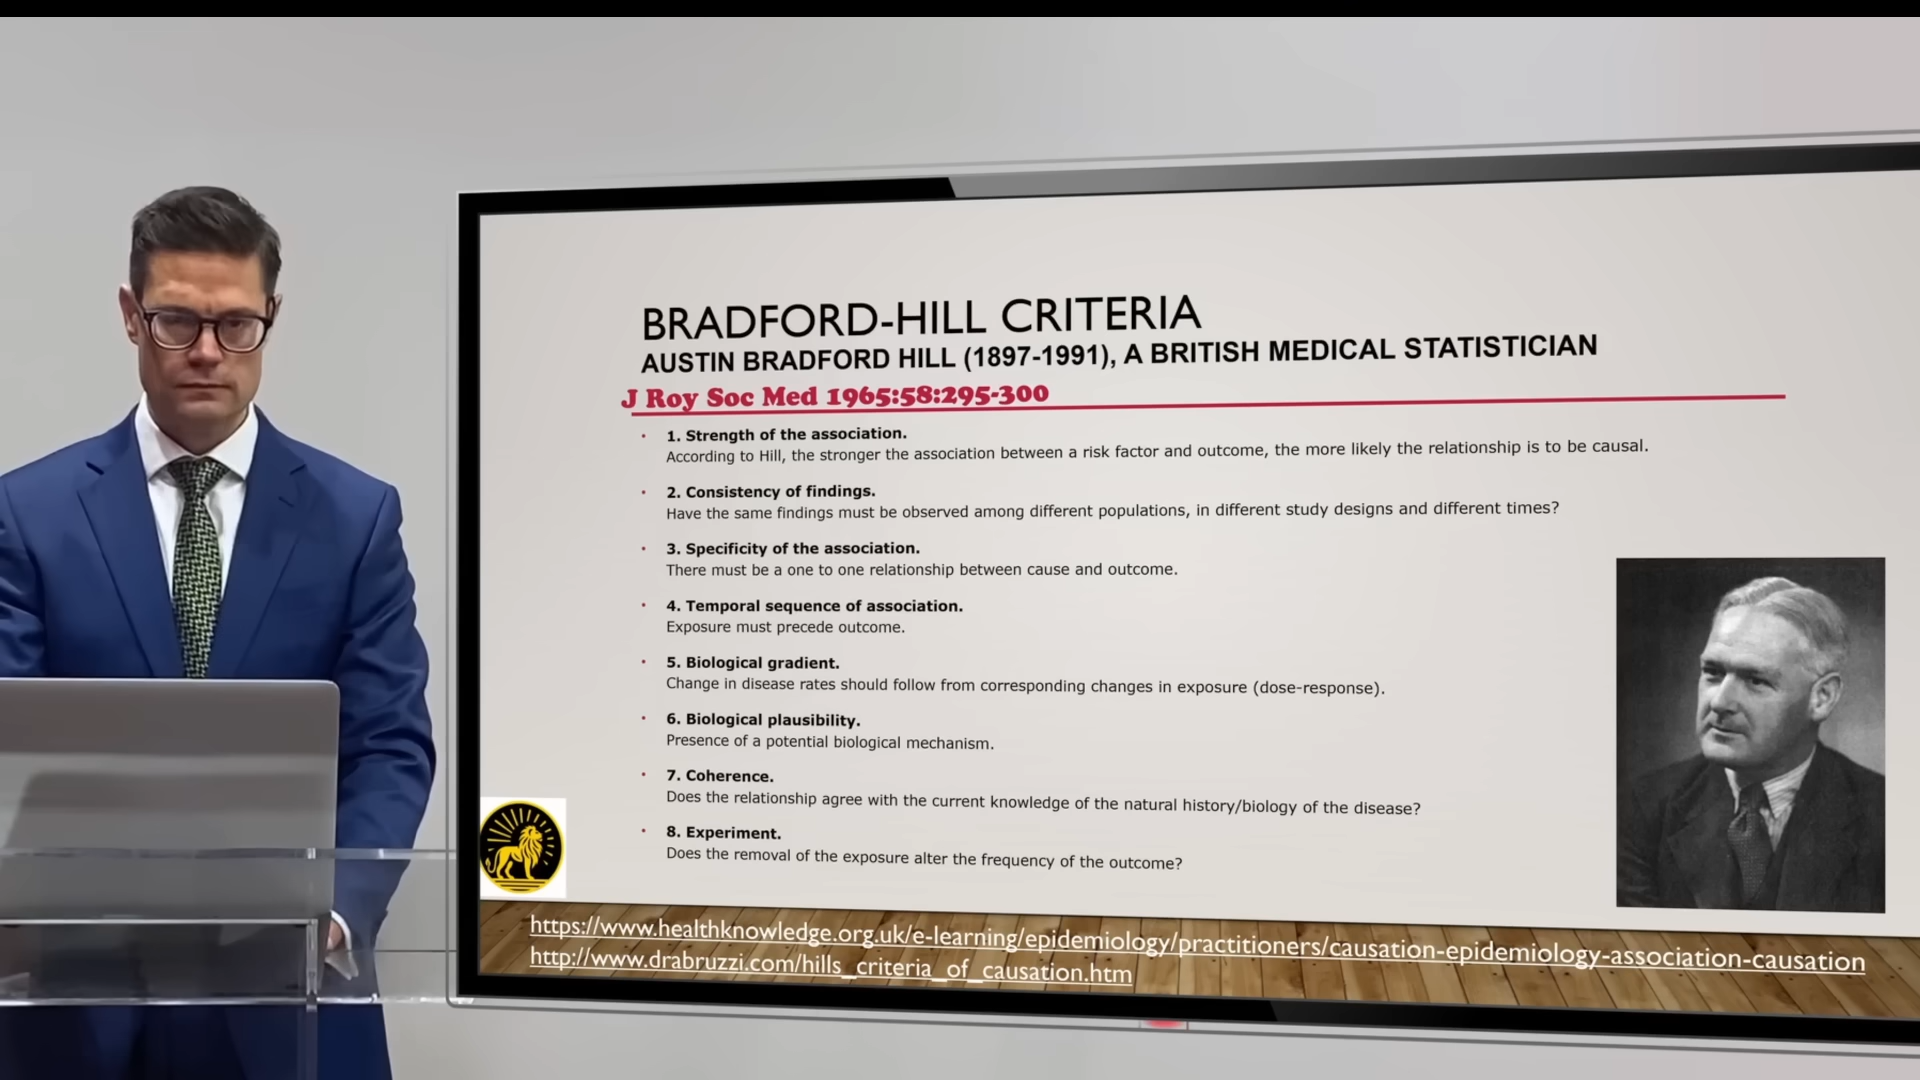 BRADFORD-HILL CRITERIA
AUSTIN BRADFORD HILL (1897-1991), A BRITISH MEDICAL STATISTICIAN
J Roy Soc Med 1965:58:295-300
• 1. Strength of the association.
According to Hill, the stronger the association between a risk factor and outcome, the more likely the relationship is to be causal.
• 2. Consistency of findings.
Have the same findings must be observed among different populations, in different study designs and different times?
• 3. Specificity of the association.
There must be a one to one relationship between cause and outcome.
• 4. Temporal sequence of association.
Exposure must precede outcome.
• 5. Biological gradient.
Change in disease rates should follow from corresponding changes in exposure (dose-response).
• 6. Biological plausibility.
Presence of a potential biological mechanism.
• 7. Coherence.
Does the relationship agree with the current knowledge of the natural history/biology of the disease?
• 8. Experiment.
Does the removal of the exposure alter the frequency of the outcome?
https://www.healthknowledge.org.uk/e-learning/epidemiology/practitioners/causation-epidemiology-association-causation
http://www.drabruzzi.com/hills_criteria_of_causation.htm